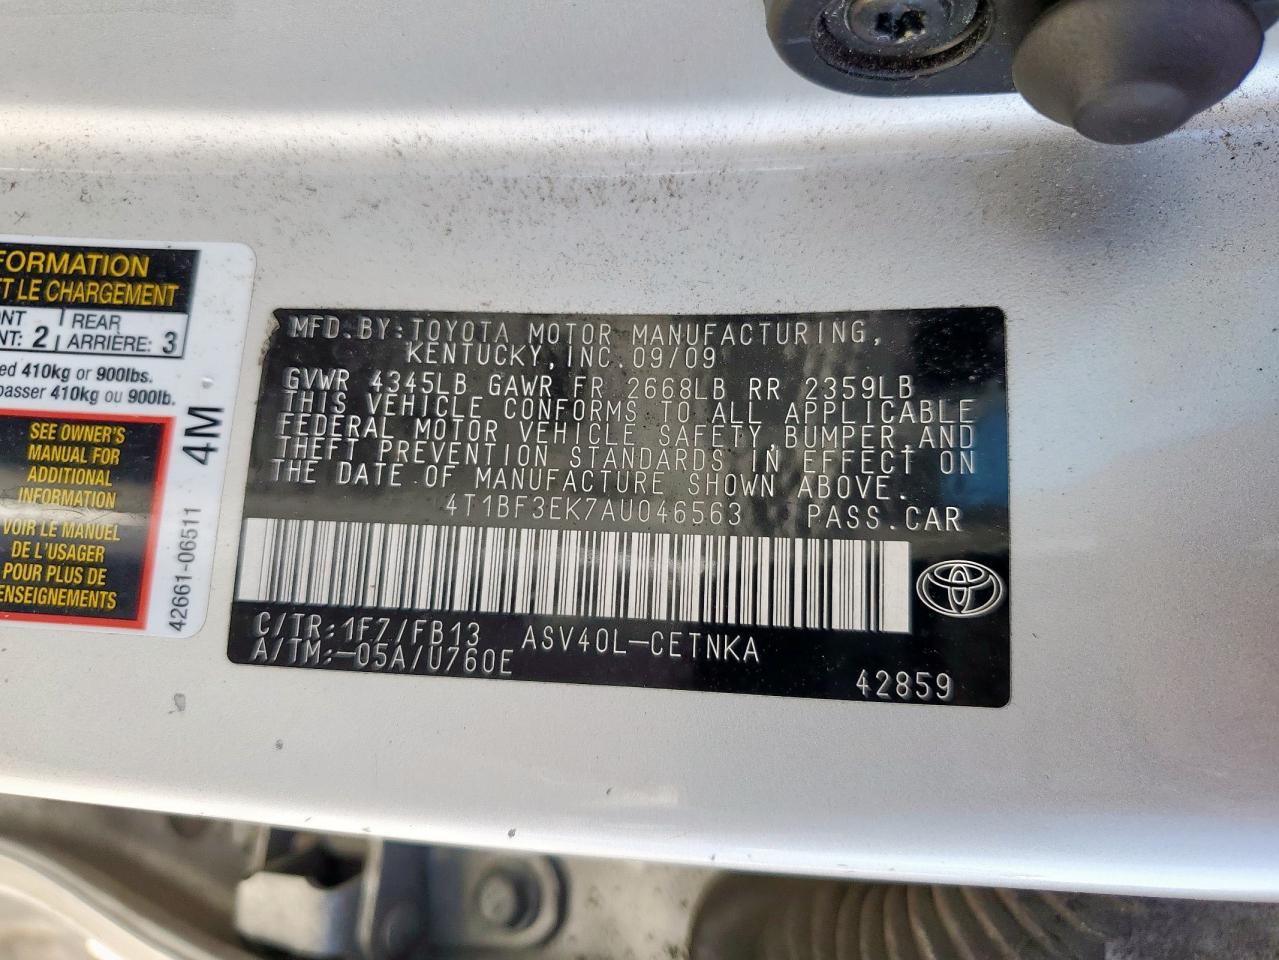 FORMATION
ET LE CHARGEMENT
REAR
2 ARRIÈRE: 3
410kg or 900lbs.
410kg ou 900lb.
SEE OWNER'S
MANUAL FOR
ADDITIONAL
INFORMATION
VOIR LE MANUEL
DE L'USAGER
POUR PLUS DE
ENSEIGNEMENTS
4M
42661-06511
MFD.BY:TOYOTA MOTOR MANUFACTURING,
KENTUCKY,INC. 09/09
GVWR 4345LB GAWR FR 2668LB RR 2359LB
THIS VEHICLE CONFORMS TO ALL APPLICABLE
FEDERAL MOTOR VEHICLE SAFETY,BUMPER,AND
THEFT PREVENTION STANDARDS IN EFFECT ON
THE DATE OF MANUFACTURE SHOWN ABOVE.
4T1BF3EK7AU046563 PASS.CAR
C/TR:1F7/FB13 ASV40L-CETNKA
A/TM:-05A/U760E
42859